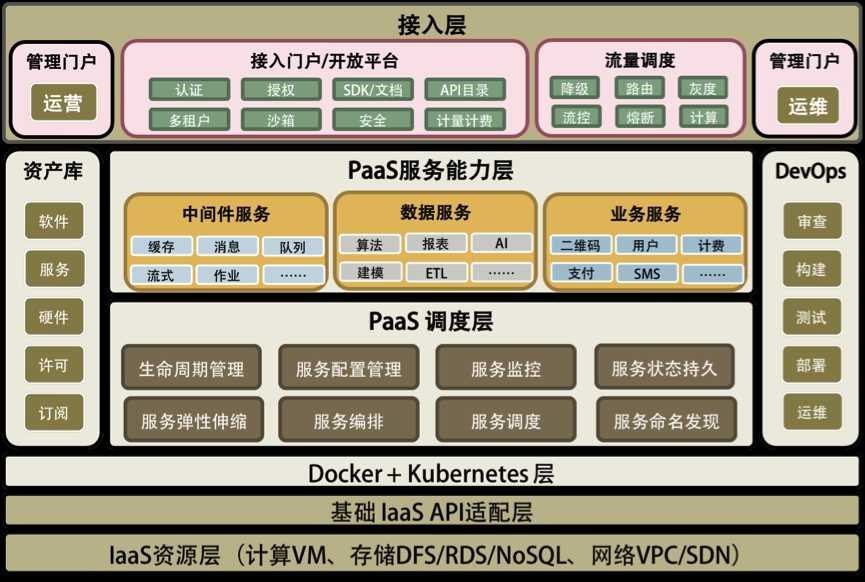 接入层
管理门户
运营
接入门户/开放平台
认证 授权 SDK/文档 API目录
多租户 沙箱 安全 计量计费
流量调度
降级 路由 灰度
流控 熔断 计算
管理门户
运维
资产库
软件
服务
硬件
许可
订阅
PaaS服务能力层
中间件服务
缓存 消息 队列
流式 作业 ……
数据服务
算法 报表 AI
建模 ETL ……
业务服务
二维码 用户 计费
支付 SMS ……
PaaS 调度层
生命周期管理 服务配置管理 服务监控 服务状态持久
服务弹性伸缩 服务编排 服务调度 服务命名发现
DevOps
审查
构建
测试
部署
运维
Docker + Kubernetes 层
基础 IaaS API适配层
IaaS资源层（计算VM、存储DFS/RDS/NoSQL、网络VPC/SDN）